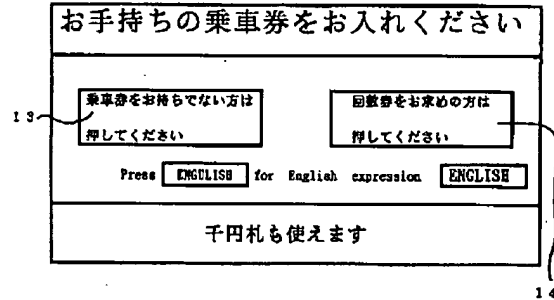 お手持ちの乗車券をお入れください
13
乗車券をお持ちでない方は
押してください
回数券をお求めの方は
押してください
Press ENGULISH for English expression ENGLISH
千円札も使えます
14